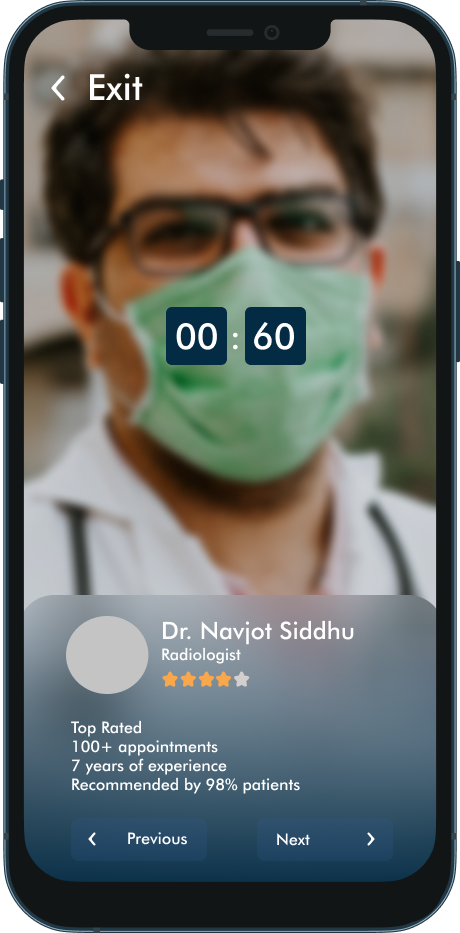 Exit
00 : 60
Dr. Navjot Siddhu
Radiologist
Top Rated
100+ appointments
7 years of experience
Recommended by 98% patients
Previous
Next